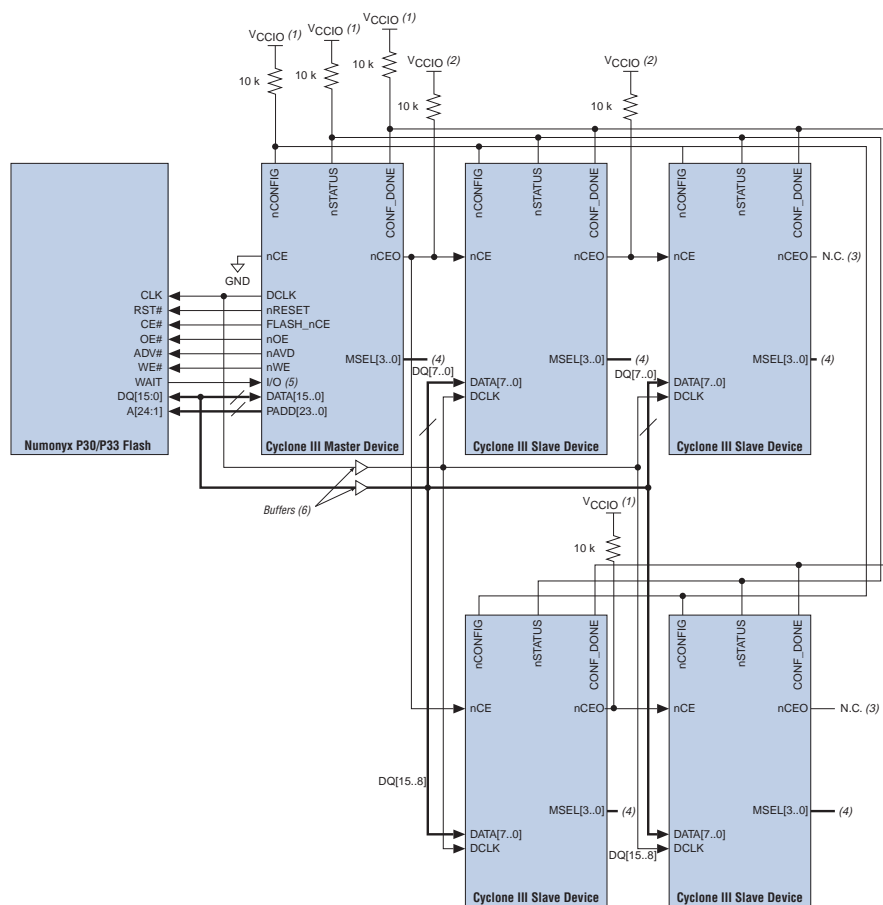 VCCIO (1)
VCCIO (1)
VCCIO (1)
VCCIO (2)
VCCIO (2)
10 k
10 k
10 k
10 k
10 k
nCONFIG
nSTATUS
CONF_DONE
nCONFIG
nSTATUS
CONF_DONE
nCONFIG
nSTATUS
CONF_DONE
nCE
nCEO
nCE
nCEO
nCE
nCEO
N.C. (3)
GND
CLK
DCLK
RST#
nRESET
CE#
FLASH_nCE
OE#
nOE
ADV#
nAVD
WE#
nWE
WAIT
I/O (5)
DQ[15:0]
DATA[15..0]
A[24:1]
PADD[23..0]
MSEL[3..0]
(4)
MSEL[3..0]
(4)
MSEL[3..0]
(4)
DQ[7..0]
DATA[7..0]
DCLK
DQ[7..0]
DATA[7..0]
DCLK
Numonyx P30/P33 Flash
Cyclone III Master Device
Cyclone III Slave Device
Cyclone III Slave Device
Buffers (6)
VCCIO (1)
10 k
nCONFIG
nSTATUS
CONF_DONE
nCONFIG
nSTATUS
CONF_DONE
nCE
nCEO
nCE
nCEO
N.C. (3)
DQ[15..8]
MSEL[3..0]
(4)
MSEL[3..0]
(4)
DATA[7..0]
DCLK
DATA[7..0]
DQ[15..8]
DCLK
Cyclone III Slave Device
Cyclone III Slave Device